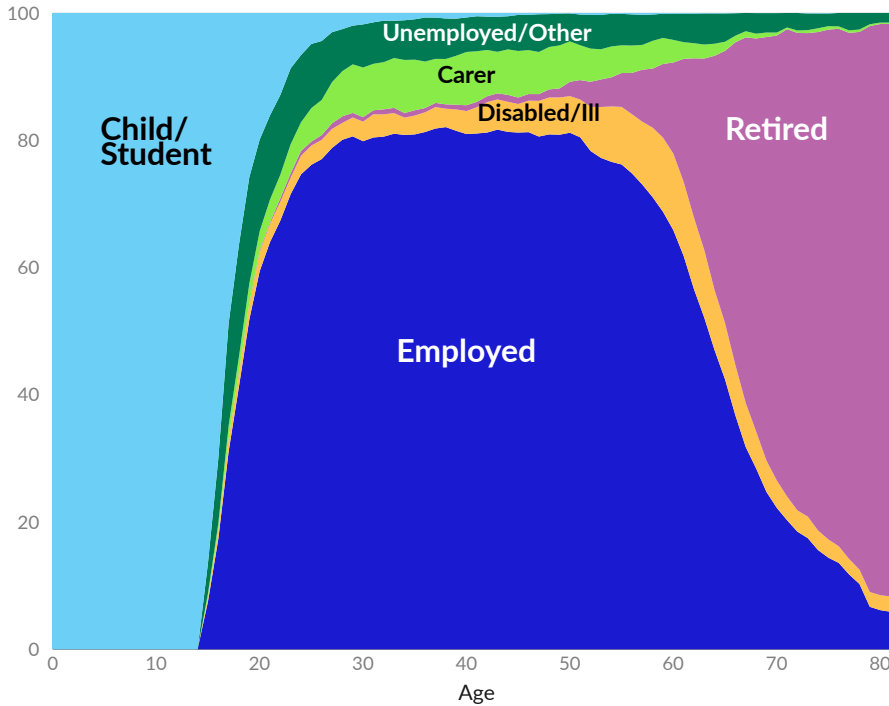 100
Unemployed/Other
Carer
Disabled/Ill
Child/
Student
Retired
80
60
Employed
40
20
0
0 10 20 30 40 50 60 70 80
Age